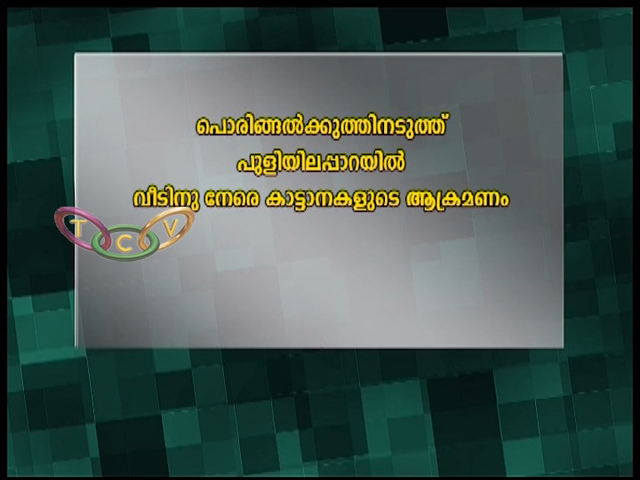 പൊരിങ്ങൽക്കുത്തിനടുത്ത്
പുളിയിലപ്പാറയിൽ
വീടിനു നേരെ കാട്ടാനകളുടെ ആക്രമണം
TCV